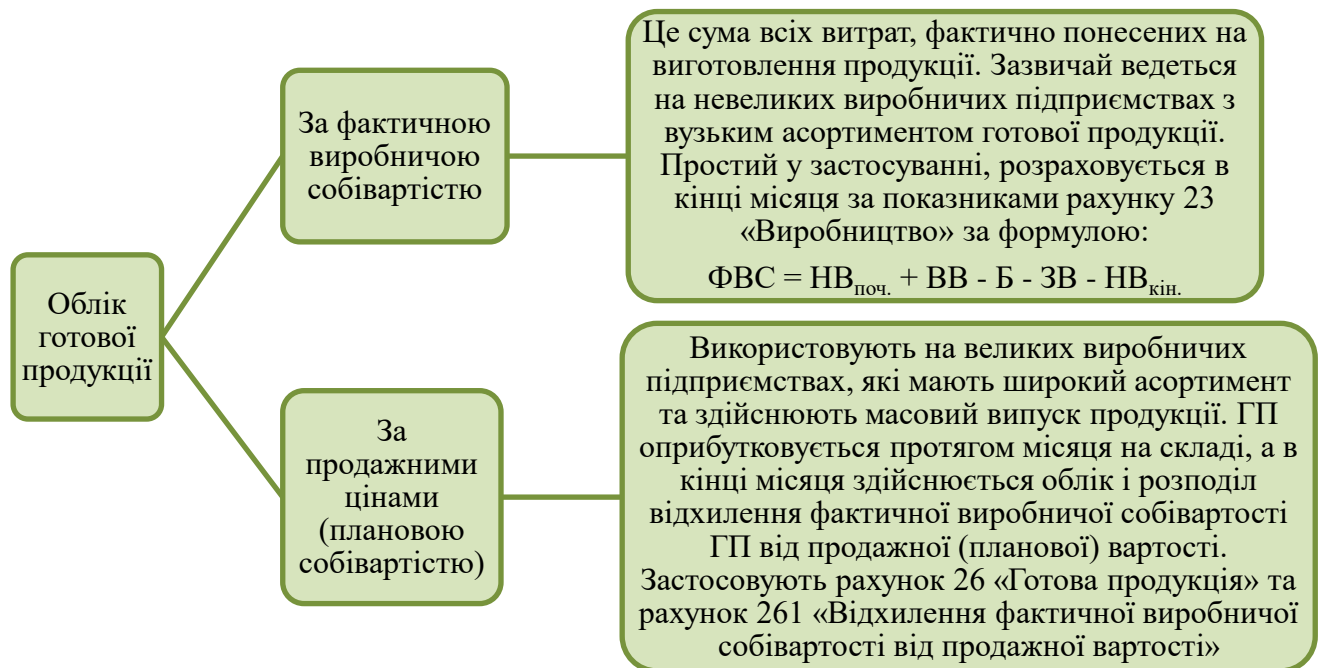 Облік
готової
продукції
За фактичною
виробничою
собівартістю
Це сума всіх витрат, фактично понесених на
виготовлення продукції. Зазвичай ведеться
на невеликих виробничих підприємствах з
вузьким асортиментом готової продукції.
Простий у застосуванні, розраховується в
кінці місяця за показниками рахунку 23
«Виробництво» за формулою:
ФВС = НВпоч. + ВВ - Б - ЗВ - НВкін.
За
продажними
цінами
(плановою
собівартістю)
Використовують на великих виробничих
підприємствах, які мають широкий асортимент
та здійснюють масовий випуск продукції. ГП
оприбутковується протягом місяця на складі, а в
кінці місяця здійснюється облік і розподіл
відхилення фактичної виробничої собівартості
ГП від продажної (планової) вартості.
Застосовують рахунок 26 «Готова продукція» та
рахунок 261 «Відхилення фактичної виробничої
собівартості від продажної вартості»